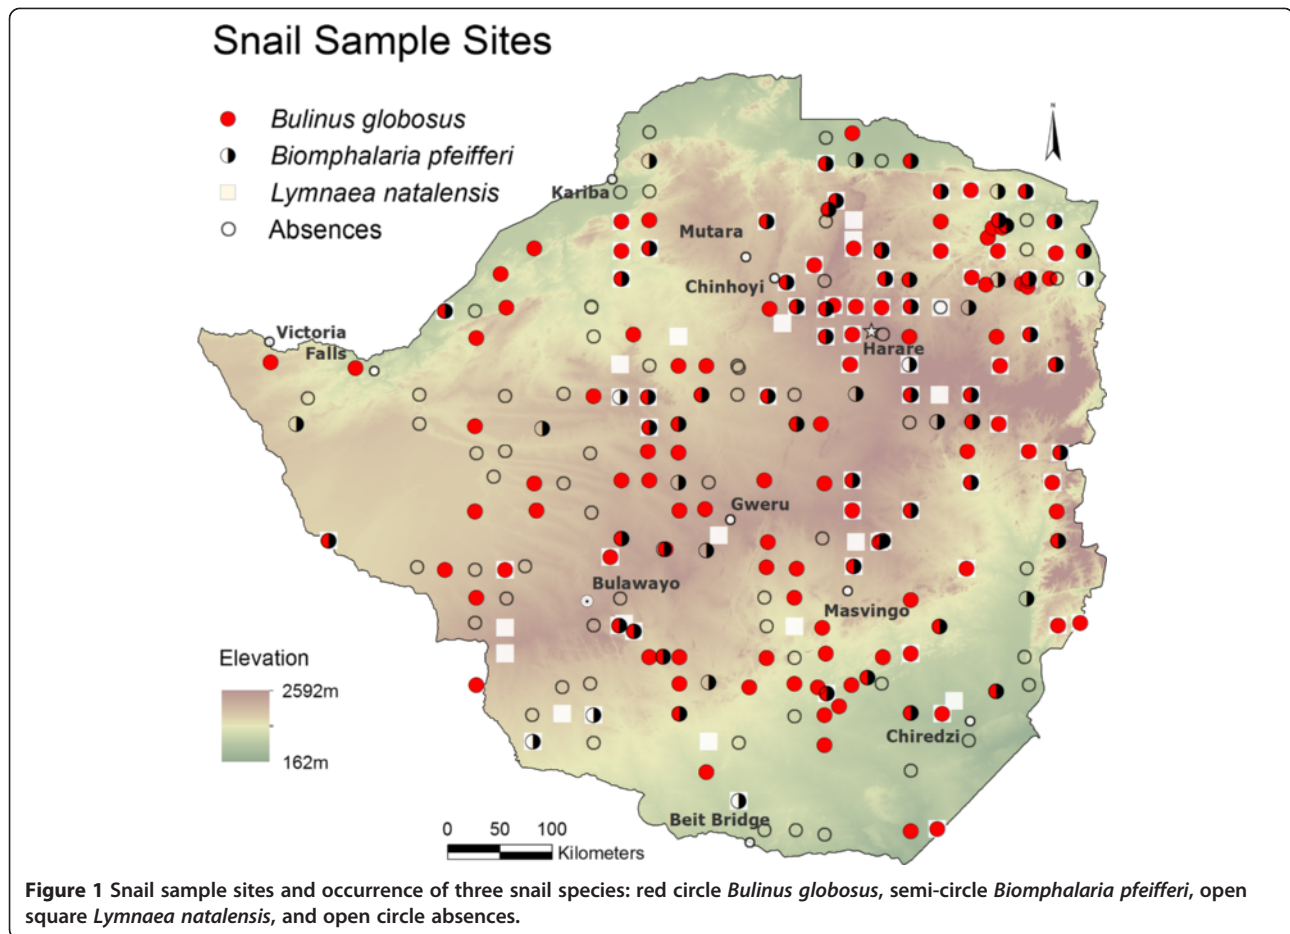 Snail Sample Sites
Bulinus globosus
Biomphalaria pfeifferi
Lymnaea natalensis
Absences
N
Kariba
Mutara
Chinhoyi
Victoria
Falls
Harare
Gweru
Bulawayo
Masvingo
Elevation
2592m
162m
Chiredzi
Beit Bridge
0 50 100
Kilometers
Figure 1 Snail sample sites and occurrence of three snail species: red circle Bulinus globosus, semi-circle Biomphalaria pfeifferi, open
square Lymnaea natalensis, and open circle absences.